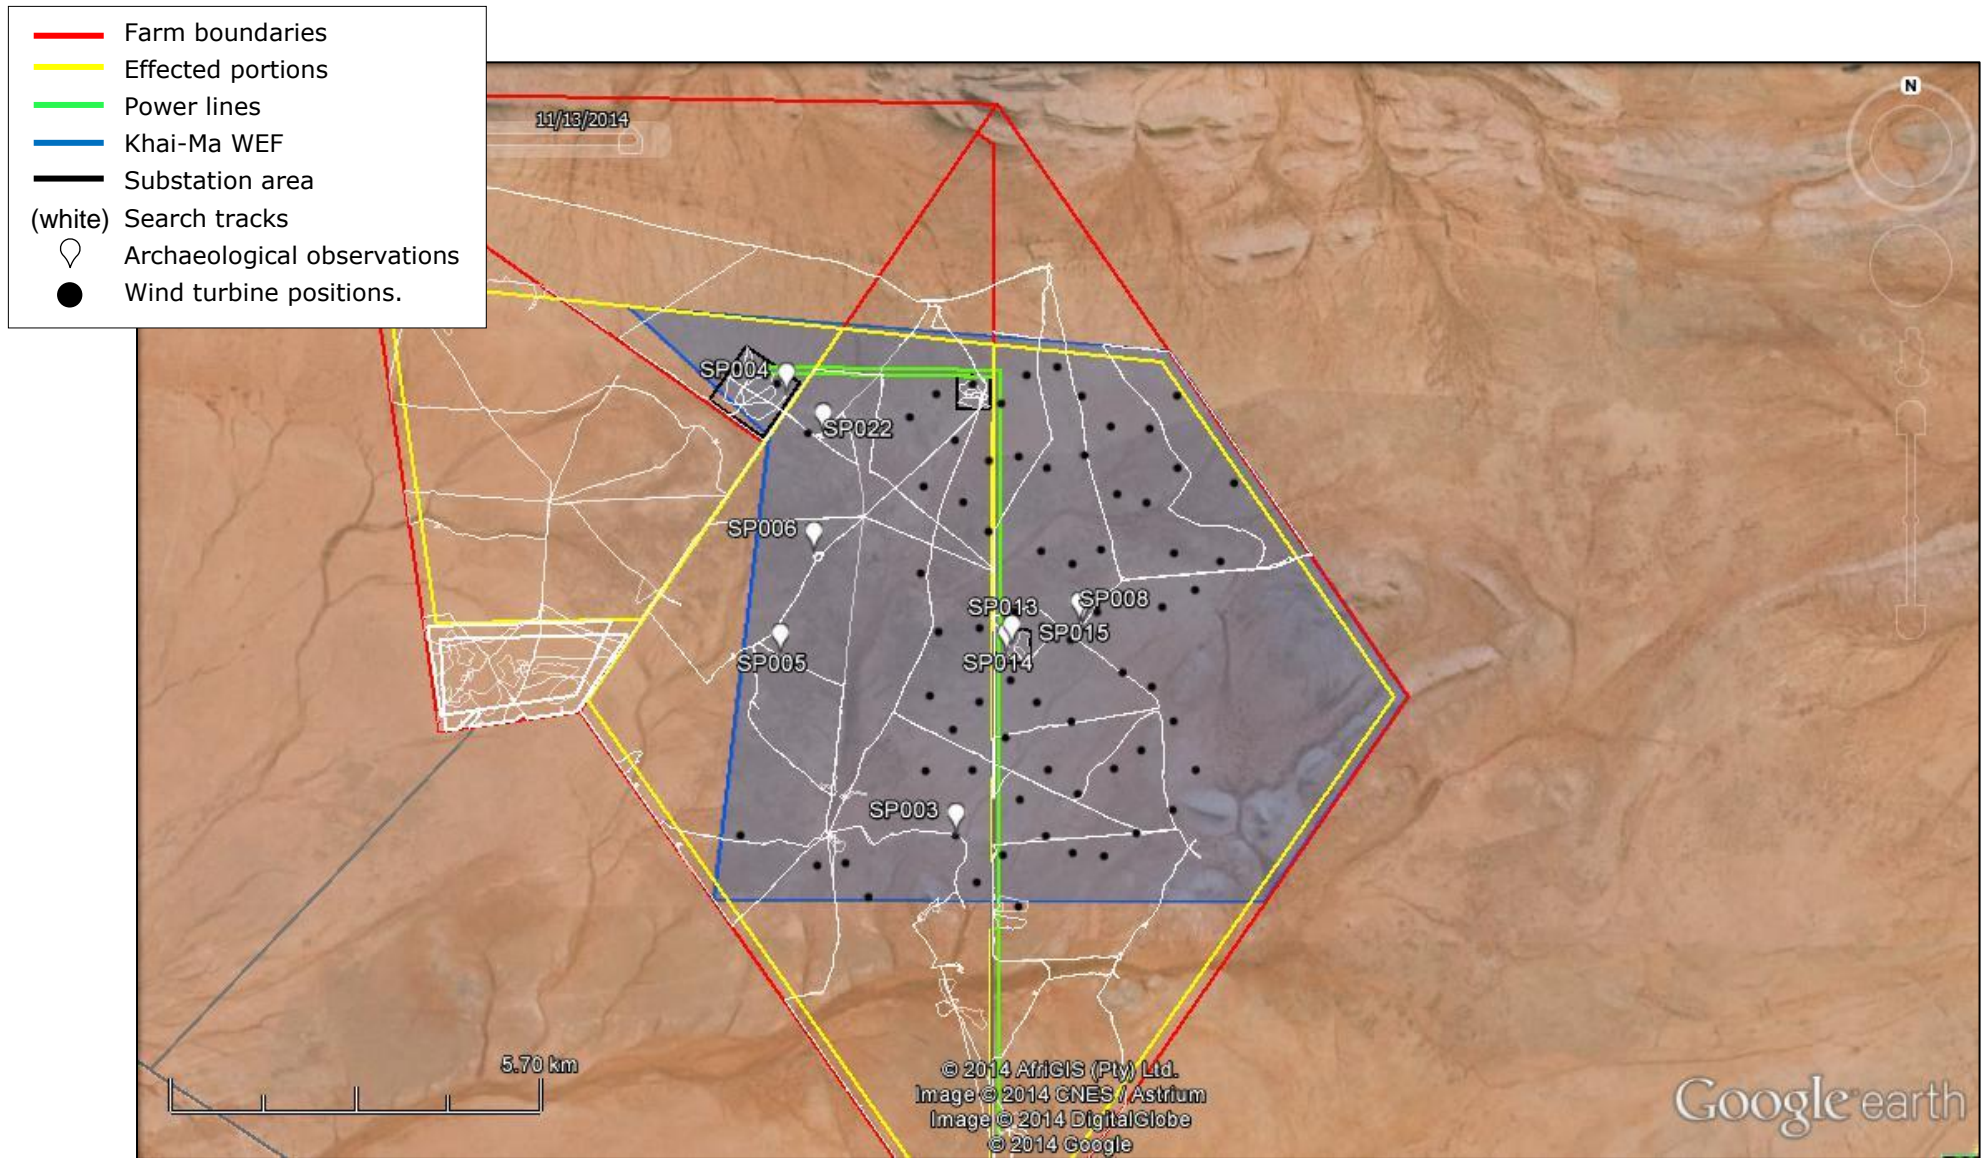 Farm boundaries
Effected portions
Power lines
Khai-Ma WEF
Substation area
(white) Search tracks
Archaeological observations
Wind turbine positions.
N
11/13/2014
SP004
SP022
SP006
SP013
SP008
SP015
SP005
SP014
SP003
5.70 km
© 2014 AfriGIS (Pty) Ltd.
Image © 2014 CNES / Astrium
Image © 2014 DigitalGlobe
© 2014 Google
Google earth